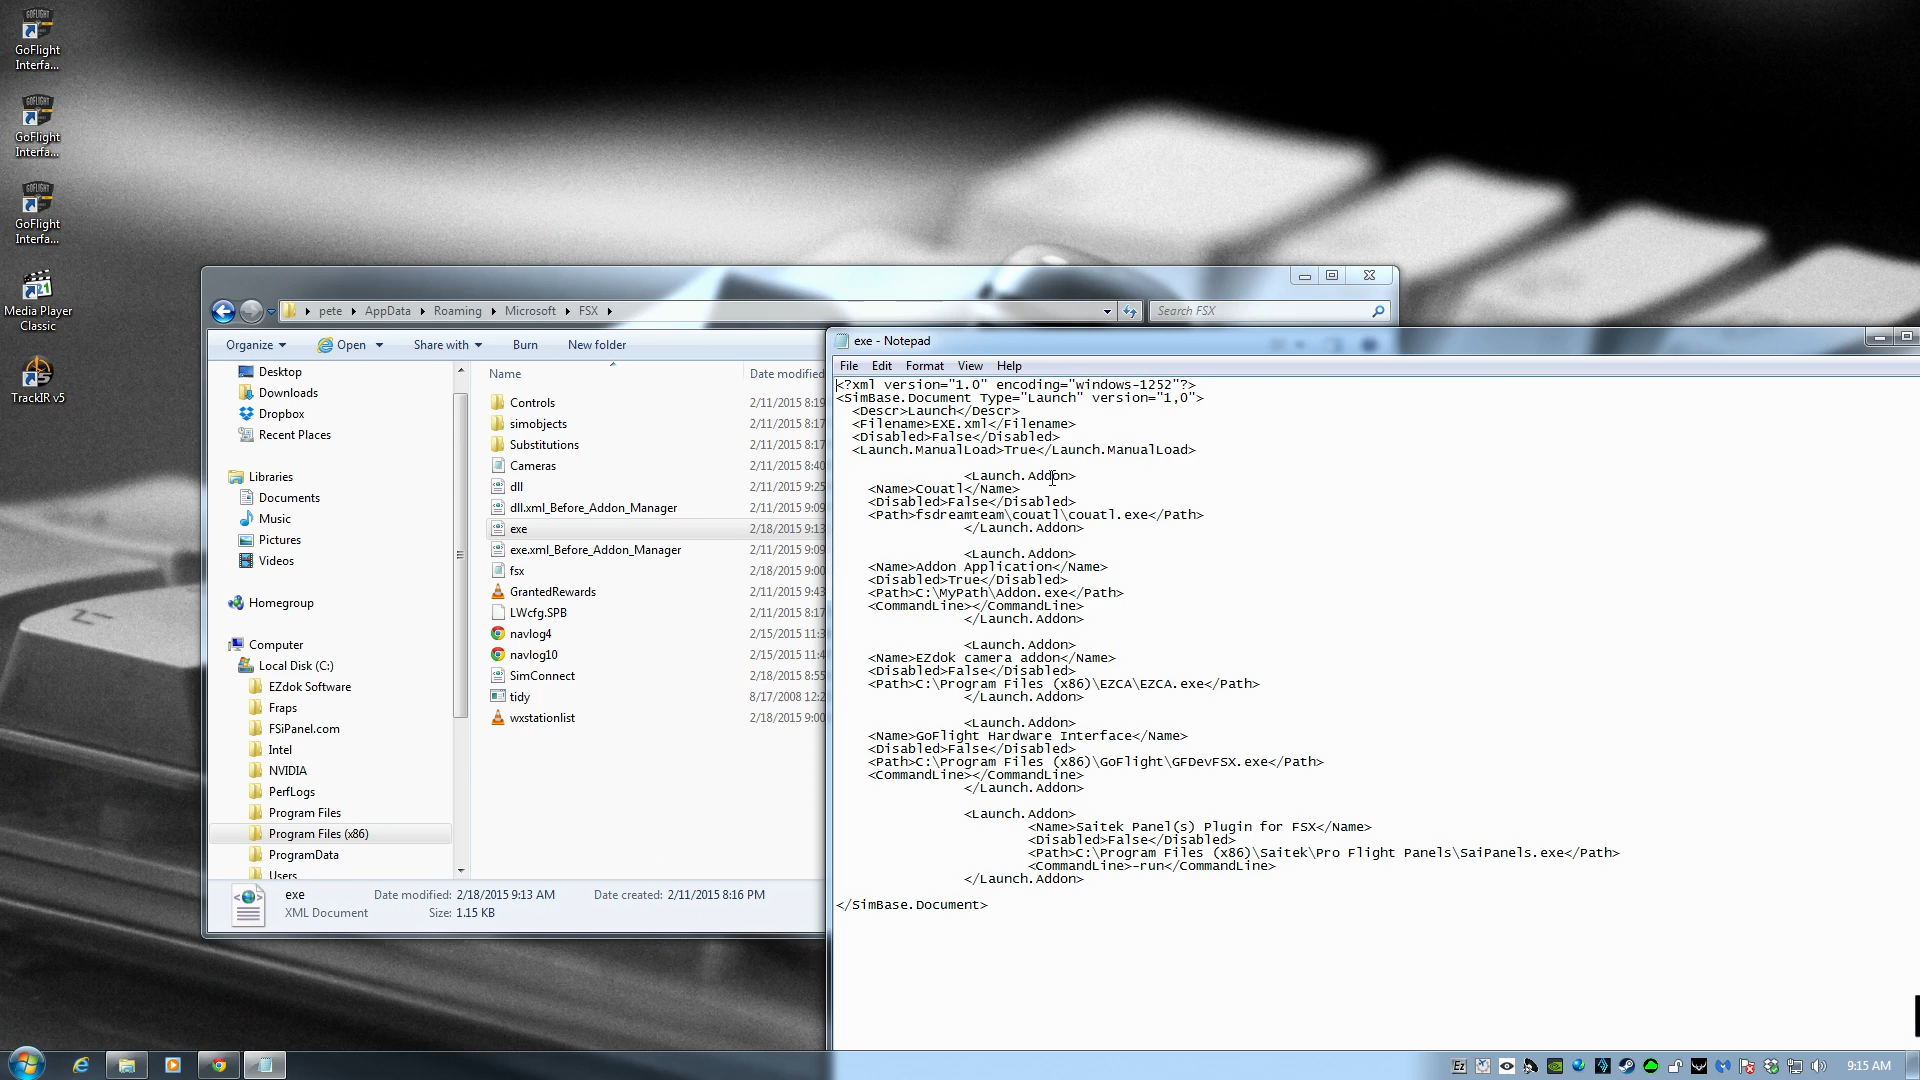 GoFlight
Interfa...
GoFlight
Interfa...
GoFlight
Interfa...
Media Player
Classic
TrackIR v5
pete
AppData
Roaming
Microsoft
FSX
Search FSX
Organize
Open
Share with
Burn
New folder
Desktop
Downloads
Dropbox
Recent Places
Libraries
Documents
Music
Pictures
Videos
Homegroup
Computer
Local Disk (C:)
EZdok Software
Fraps
FSiPanel.com
Intel
NVIDIA
PerfLogs
Program Files
Program Files (x86)
ProgramData
Users
Name Date modified
Controls 2/11/2015 8:19
simobjects 2/11/2015 8:17
Substitutions 2/11/2015 8:17
Cameras 2/11/2015 8:40
dll 2/11/2015 9:25
dll.xml_Before_Addon_Manager 2/11/2015 9:09
exe 2/18/2015 9:13
exe.xml_Before_Addon_Manager 2/11/2015 9:09
fsx 2/18/2015 9:00
GrantedRewards 2/11/2015 9:43
LWcfg.SPB 2/11/2015 8:17
navlog4 2/15/2015 11:3
navlog10 2/15/2015 11:4
SimConnect 2/18/2015 8:55
tidy 8/17/2008 12:2
wxstationlist 2/18/2015 9:00
exe Date modified: 2/18/2015 9:13 AM Date created: 2/11/2015 8:16 PM
XML Document Size: 1.15 KB
exe - Notepad
File Edit Format View Help
<?xml version="1.0" encoding="windows-1252"?>
<SimBase.Document Type="Launch" version="1,0">
<Descr>Launch</Descr>
<Filename>EXE.xml</Filename>
<Disabled>False</Disabled>
<Launch.ManualLoad>True</Launch.ManualLoad>
<Launch.Addon>
<Name>Couatl</Name>
<Disabled>False</Disabled>
<Path>fsdreamteam\couatl\couatl.exe</Path>
</Launch.Addon>
<Launch.Addon>
<Name>Addon Application</Name>
<Disabled>True</Disabled>
<Path>C:\MyPath\Addon.exe</Path>
<CommandLine></CommandLine>
</Launch.Addon>
<Launch.Addon>
<Name>EZdok camera addon</Name>
<Disabled>False</Disabled>
<Path>C:\Program Files (x86)\EZCA\EZCA.exe</Path>
</Launch.Addon>
<Launch.Addon>
<Name>GoFlight Hardware Interface</Name>
<Disabled>False</Disabled>
<Path>C:\Program Files (x86)\GoFlight\GFDevFSX.exe</Path>
<CommandLine></CommandLine>
</Launch.Addon>
<Launch.Addon>
<Name>Saitek Panel(s) Plugin for FSX</Name>
<Disabled>False</Disabled>
<Path>C:\Program Files (x86)\Saitek\Pro Flight Panels\SaiPanels.exe</Path>
<CommandLine>-run</CommandLine>
</Launch.Addon>
</SimBase.Document>
Ez
9:15 AM